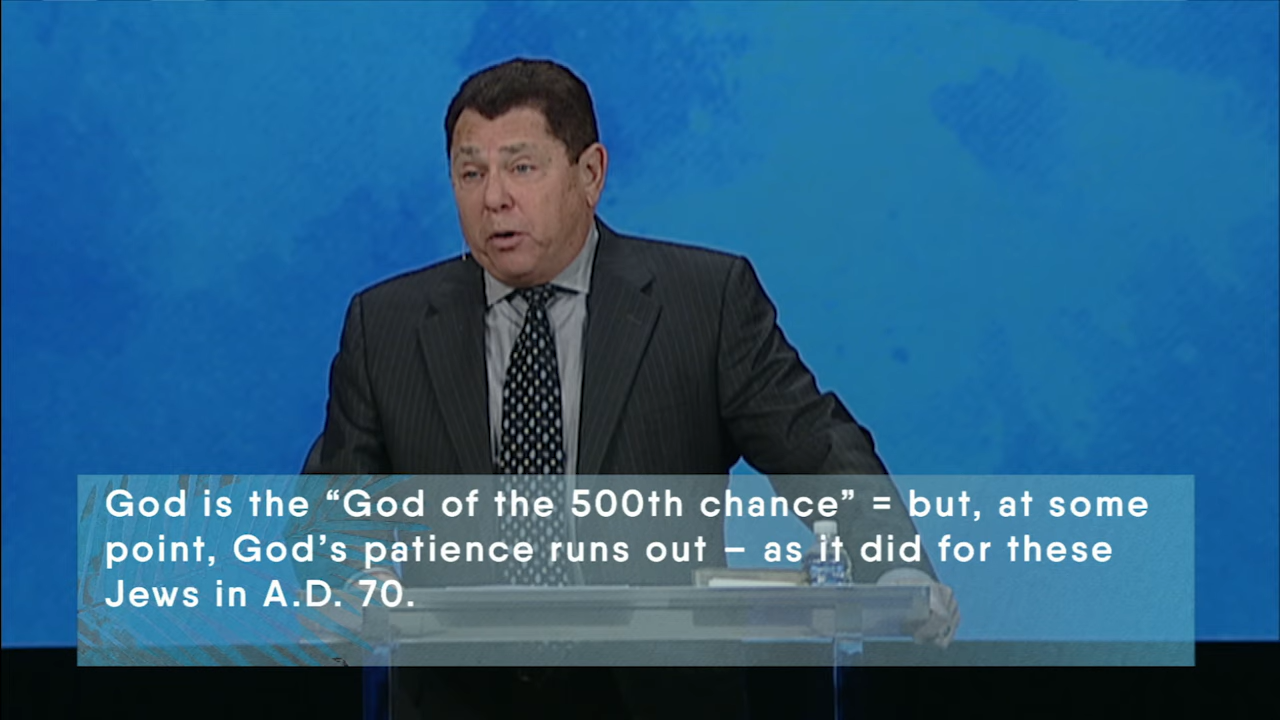 God is the “God of the 500th chance” = but, at some
point, God’s patience runs out – as it did for these
Jews in A.D. 70.